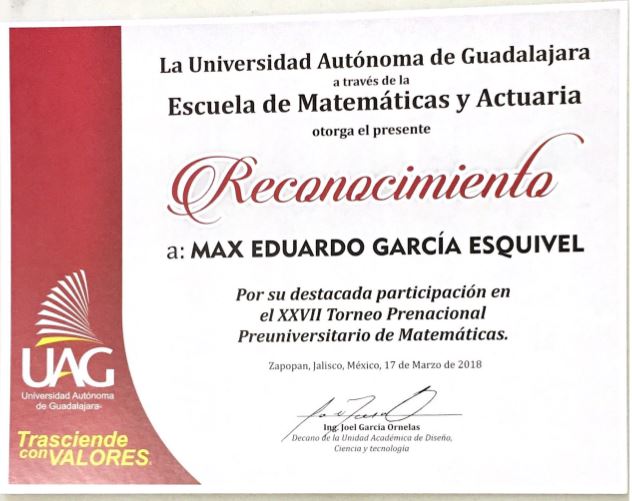 La Universidad Autónoma de Guadalajara
a través de la
Escuela de Matemáticas y Actuaria
otorga el presente
Reconocimiento
a: MAX EDUARDO GARCÍA ESQUIVEL
Por su destacada participación en
el XXVII Torneo Prenacional
Preuniversitario de Matemáticas.
Zapopan, Jalisco, México, 17 de Marzo de 2018
Ing. Joel García Ornelas
Decano de la Unidad Académica de Diseño,
Ciencia y tecnología
UAG
Universidad Autónoma
de Guadalajara-
Trasciende
con VALORES.